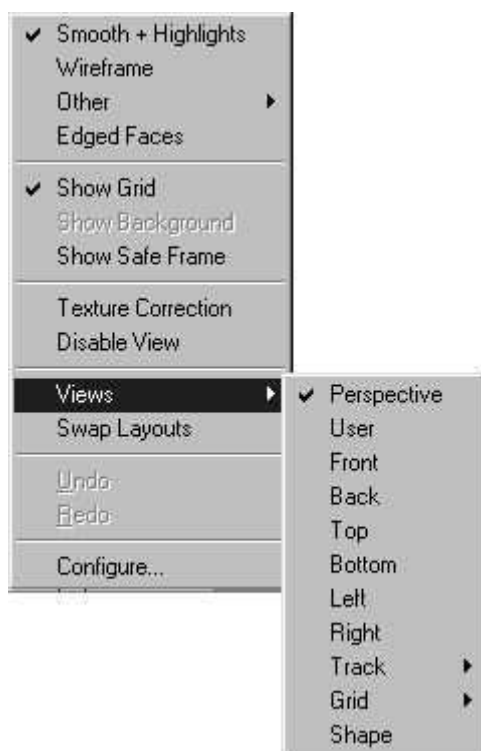 Smooth + Highlights
Wireframe
Other
Edged Faces
Show Grid
Show Background
Show Safe Frame
Texture Correction
Disable View
Views
Swap Layouts
Undo
Redo
Configure...
Perspective
User
Front
Back
Top
Bottom
Left
Right
Track
Grid
Shape